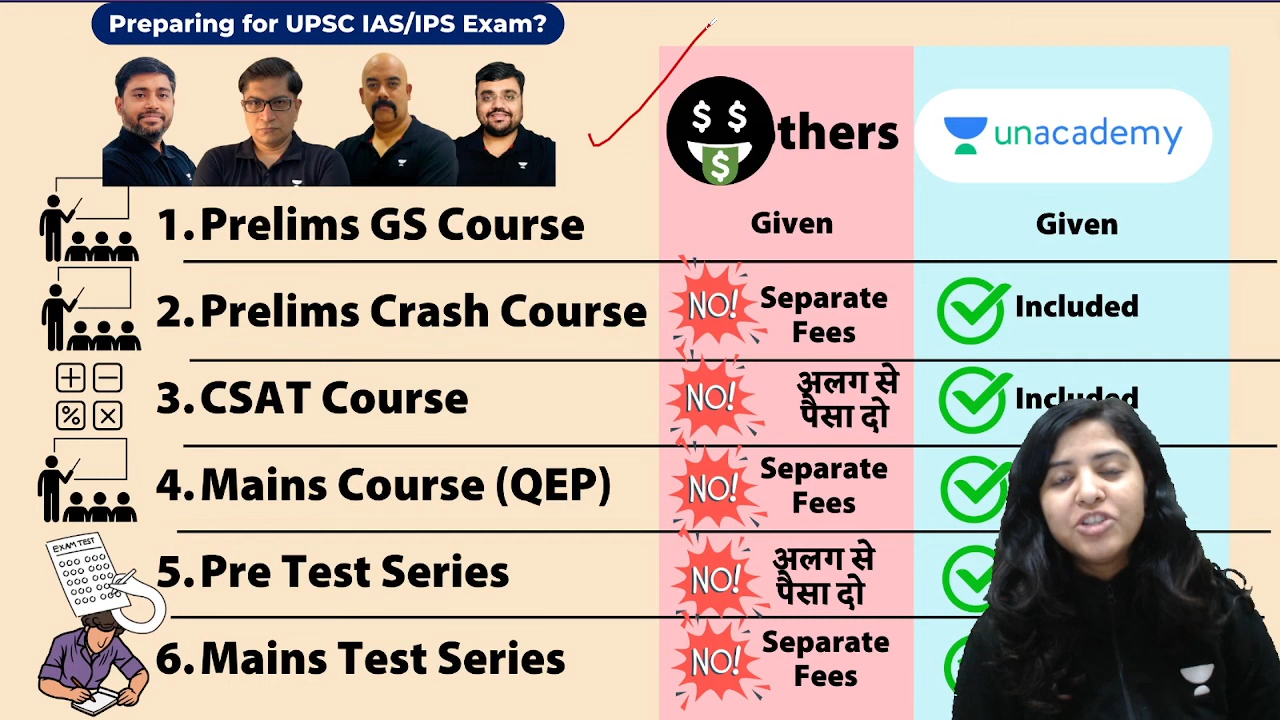 Preparing for UPSC IAS/IPS Exam?
thers
unacademy
1. Prelims GS Course
Given
Given
2. Prelims Crash Course
NO!
Separate
Fees
Included
3. CSAT Course
NO!
अलग से
पैसा दो
Included
4. Mains Course (QEP)
NO!
Separate
Fees
EXAM TEST
5. Pre Test Series
NO!
अलग से
पैसा दो
6. Mains Test Series
NO!
Separate
Fees